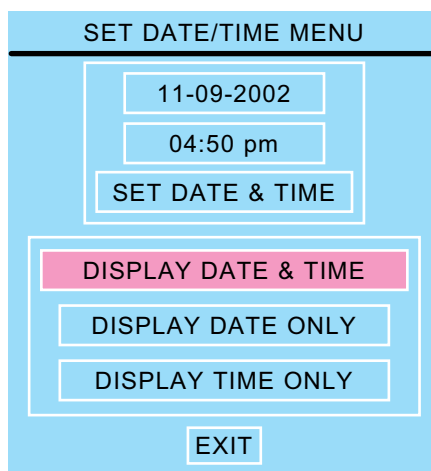 SET DATE/TIME MENU
11-09-2002
04:50 pm
SET DATE & TIME
DISPLAY DATE & TIME
DISPLAY DATE ONLY
DISPLAY TIME ONLY
EXIT